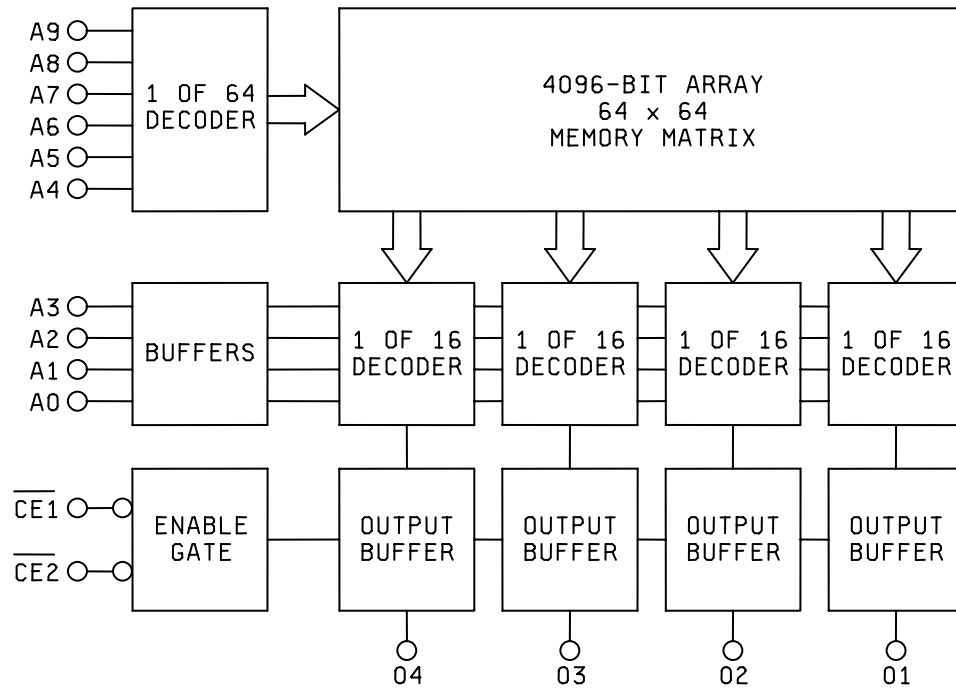 A9
A8
A7
A6
A5
A4
1 OF 64
DECODER
4096-BIT ARRAY
64 x 64
MEMORY MATRIX
A3
A2
A1
A0
BUFFERS
1 OF 16
DECODER
1 OF 16
DECODER
1 OF 16
DECODER
1 OF 16
DECODER
CE1
CE2
ENABLE
GATE
OUTPUT
BUFFER
OUTPUT
BUFFER
OUTPUT
BUFFER
OUTPUT
BUFFER
O4
O3
O2
O1